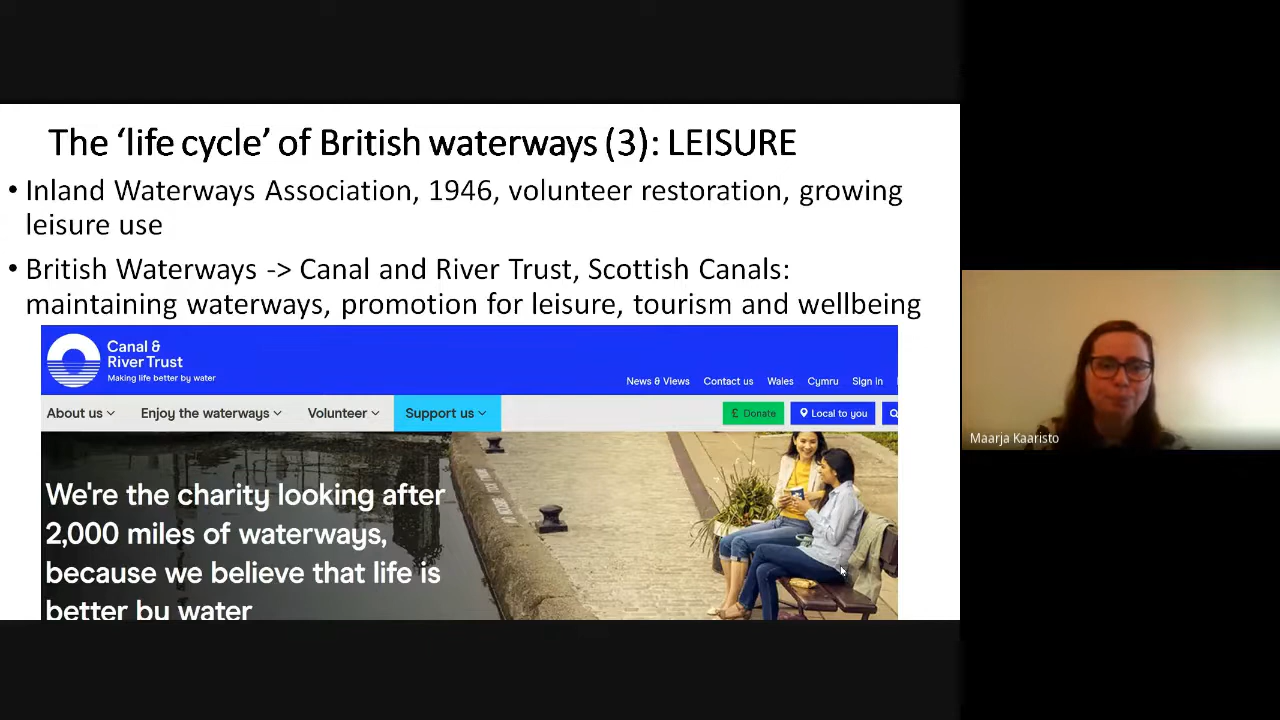 The ‘life cycle’ of British waterways (3): LEISURE
• Inland Waterways Association, 1946, volunteer restoration, growing
leisure use
• British Waterways -> Canal and River Trust, Scottish Canals:
maintaining waterways, promotion for leisure, tourism and wellbeing
Canal &
River Trust
Making life better by water
News & Views Contact us Wales Cymru Sign in
About us Enjoy the waterways Volunteer Support us £ Donate Local to you
We're the charity looking after
2,000 miles of waterways,
because we believe that life is
better by water
Maarja Kaaristo